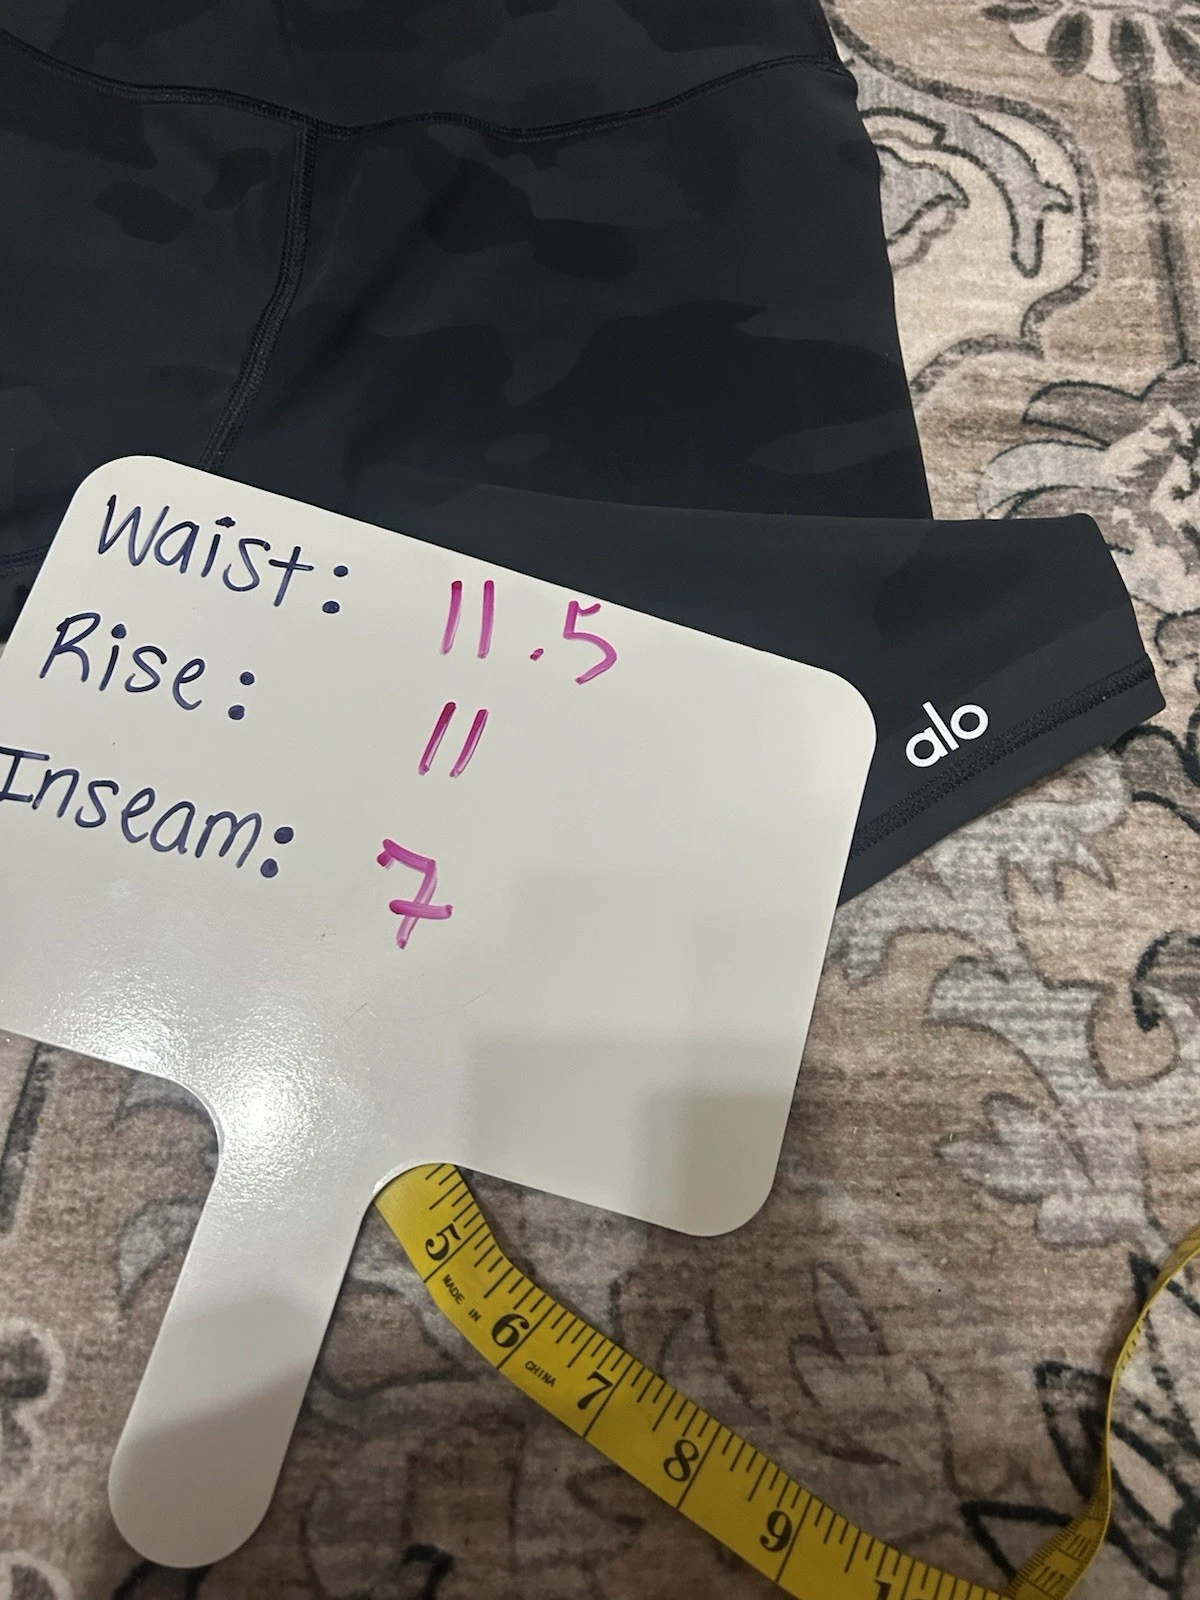 Waist: 11.5
Rise: 11
Inseam: 7
alo
5
MADE IN
6
CHINA
7
8
9